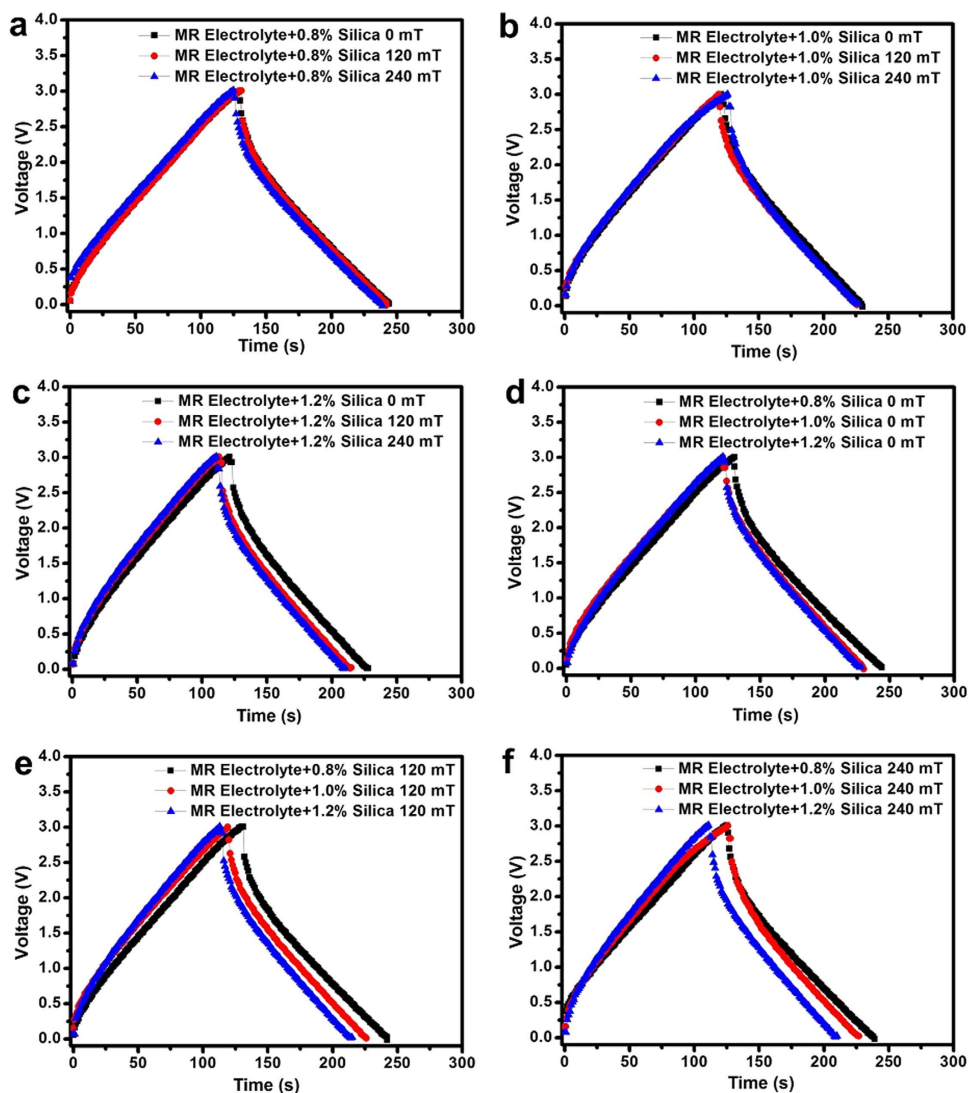 a
MR Electrolyte+0.8% Silica 0 mT
MR Electrolyte+0.8% Silica 120 mT
MR Electrolyte+0.8% Silica 240 mT
4.0
3.5
3.0
2.5
2.0
1.5
1.0
0.5
0.0
Voltage (V)
0 50 100 150 200 250 300
Time (s)
b
MR Electrolyte+1.0% Silica 0 mT
MR Electrolyte+1.0% Silica 120 mT
MR Electrolyte+1.0% Silica 240 mT
4.0
3.5
3.0
2.5
2.0
1.5
1.0
0.5
0.0
Voltage (V)
0 50 100 150 200 250 300
Time (s)
c
MR Electrolyte+1.2% Silica 0 mT
MR Electrolyte+1.2% Silica 120 mT
MR Electrolyte+1.2% Silica 240 mT
4.0
3.5
3.0
2.5
2.0
1.5
1.0
0.5
0.0
Voltage (V)
0 50 100 150 200 250 300
Time (s)
d
MR Electrolyte+0.8% Silica 0 mT
MR Electrolyte+1.0% Silica 0 mT
MR Electrolyte+1.2% Silica 0 mT
4.0
3.5
3.0
2.5
2.0
1.5
1.0
0.5
0.0
Voltage (V)
0 50 100 150 200 250 300
Time (s)
e
MR Electrolyte+0.8% Silica 120 mT
MR Electrolyte+1.0% Silica 120 mT
MR Electrolyte+1.2% Silica 120 mT
4.0
3.5
3.0
2.5
2.0
1.5
1.0
0.5
0.0
Voltage (V)
0 50 100 150 200 250 300
Time (s)
f
MR Electrolyte+0.8% Silica 240 mT
MR Electrolyte+1.0% Silica 240 mT
MR Electrolyte+1.2% Silica 240 mT
4.0
3.5
3.0
2.5
2.0
1.5
1.0
0.5
0.0
Voltage (V)
0 50 100 150 200 250 300
Time (s)